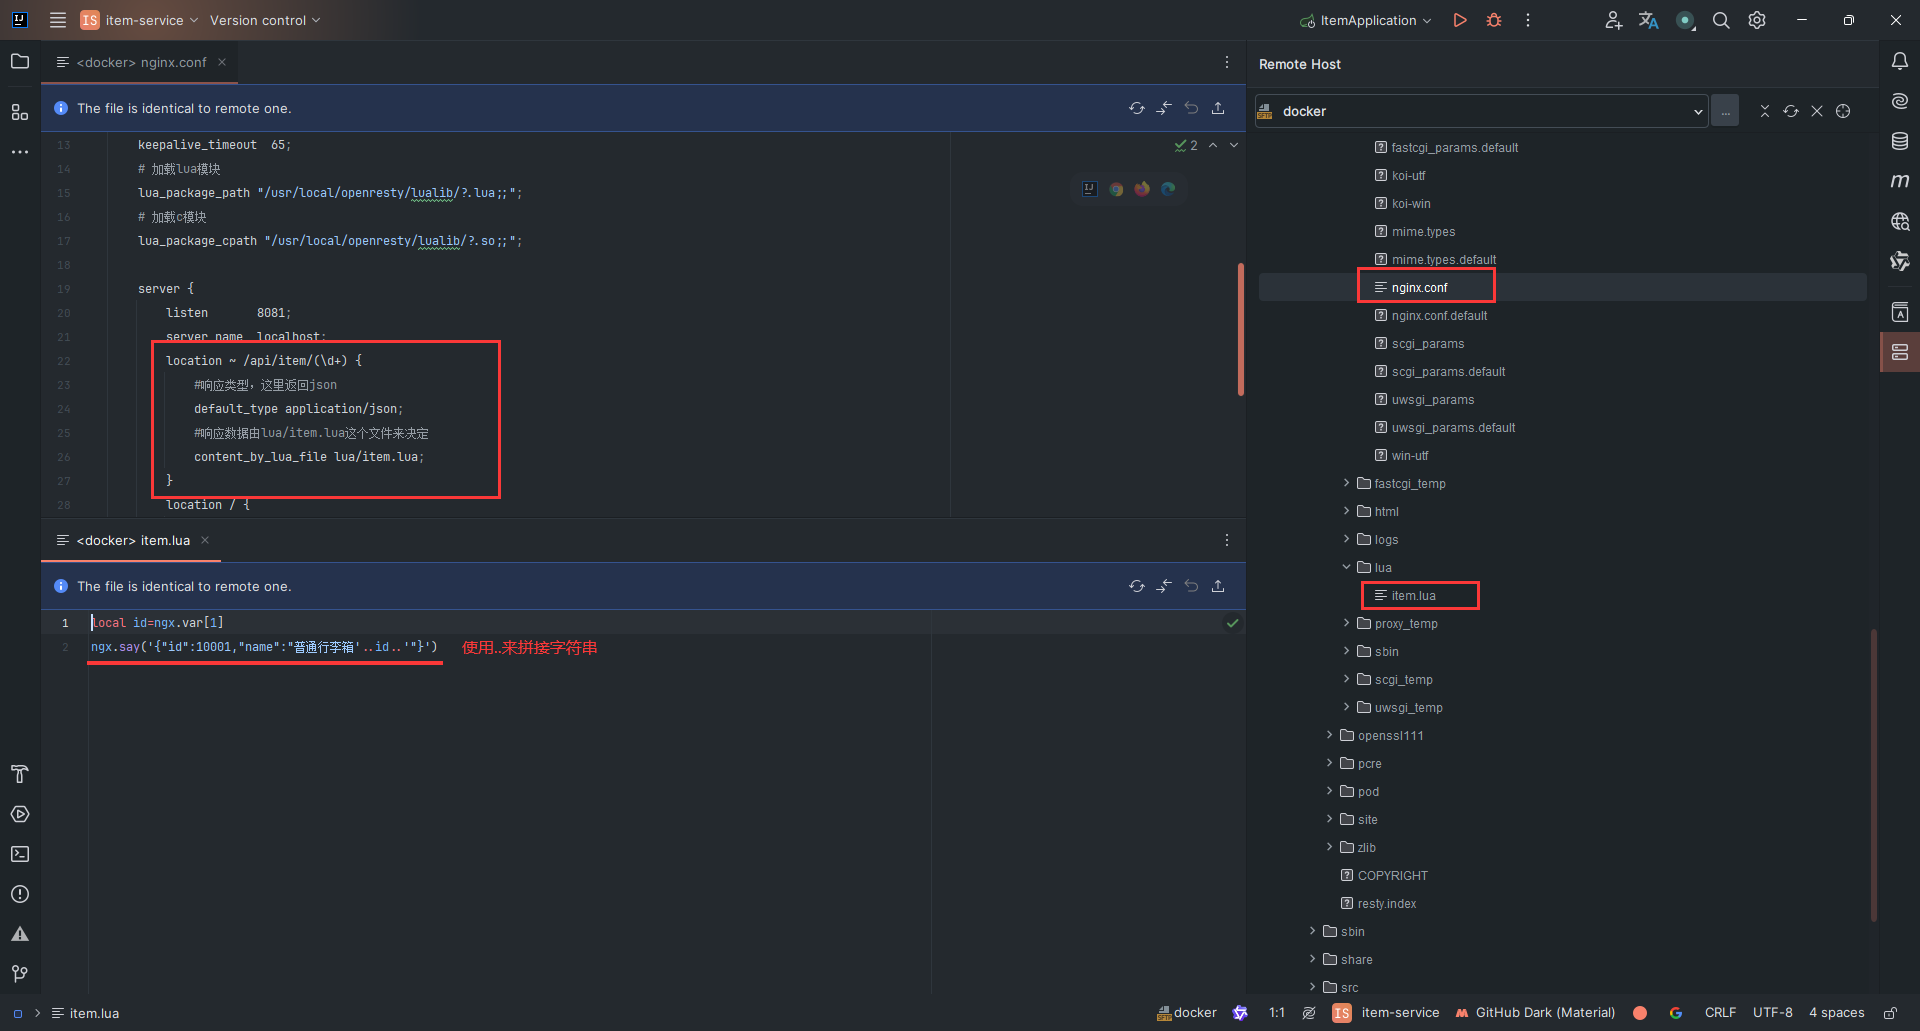 IS item-service Version control
ItemApplication
<docker> nginx.conf
The file is identical to remote one.
13 keepalive_timeout 65;
14 # 加载lua模块
15 lua_package_path "/usr/local/openresty/lualib/?.lua;;";
16 # 加载c模块
17 lua_package_cpath "/usr/local/openresty/lualib/?.so;;";
18
19 server {
20 listen 8081;
21 server_name localhost;
22 location ~ /api/item/(\d+) {
23 #响应类型，这里返回json
24 default_type application/json;
25 #响应数据由lua/item.lua这个文件来决定
26 content_by_lua_file lua/item.lua;
27 }
28 location / {
2
<docker> item.lua
The file is identical to remote one.
1 local id=ngx.var[1]
2 ngx.say('{"id":10001,"name":"普通行李箱'..id..'"}') 使用..来拼接字符串
Remote Host
docker
...
fastcgi_params.default
koi-utf
koi-win
mime.types
mime.types.default
nginx.conf
nginx.conf.default
scgi_params
scgi_params.default
uwsgi_params
uwsgi_params.default
win-utf
fastcgi_temp
html
logs
lua
item.lua
proxy_temp
sbin
scgi_temp
uwsgi_temp
openssl111
pcre
pod
site
zlib
COPYRIGHT
resty.index
sbin
share
src
item.lua
docker 1:1 IS item-service GitHub Dark (Material) CRLF UTF-8 4 spaces